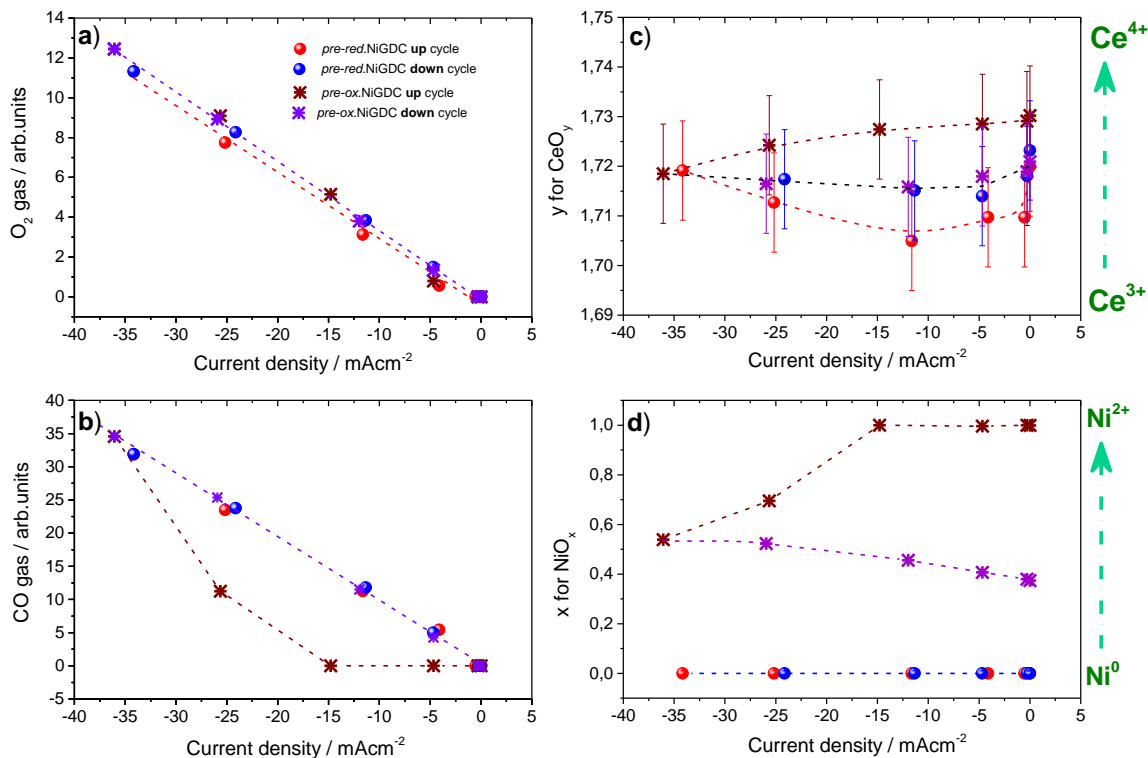 a)
O₂ gas / arb.units
14
12
10
8
6
4
2
0
pre-red.NiGDC up cycle
pre-red.NiGDC down cycle
pre-ox.NiGDC up cycle
pre-ox.NiGDC down cycle
-40 -35 -30 -25 -20 -15 -10 -5 0 5
Current density / mAcm⁻²
c)
y for CeOᵧ
1,75
1,74
1,73
1,72
1,71
1,70
1,69
-40 -35 -30 -25 -20 -15 -10 -5 0 5
Current density / mAcm⁻²
Ce⁴⁺
Ce³⁺
b)
CO gas / arb.units
40
35
30
25
20
15
10
5
0
-5
-40 -35 -30 -25 -20 -15 -10 -5 0 5
Current density / mAcm⁻²
d)
x for NiOₓ
1,0
0,8
0,6
0,4
0,2
0,0
-40 -35 -30 -25 -20 -15 -10 -5 0 5
Current density / mAcm⁻²
Ni²⁺
Ni⁰